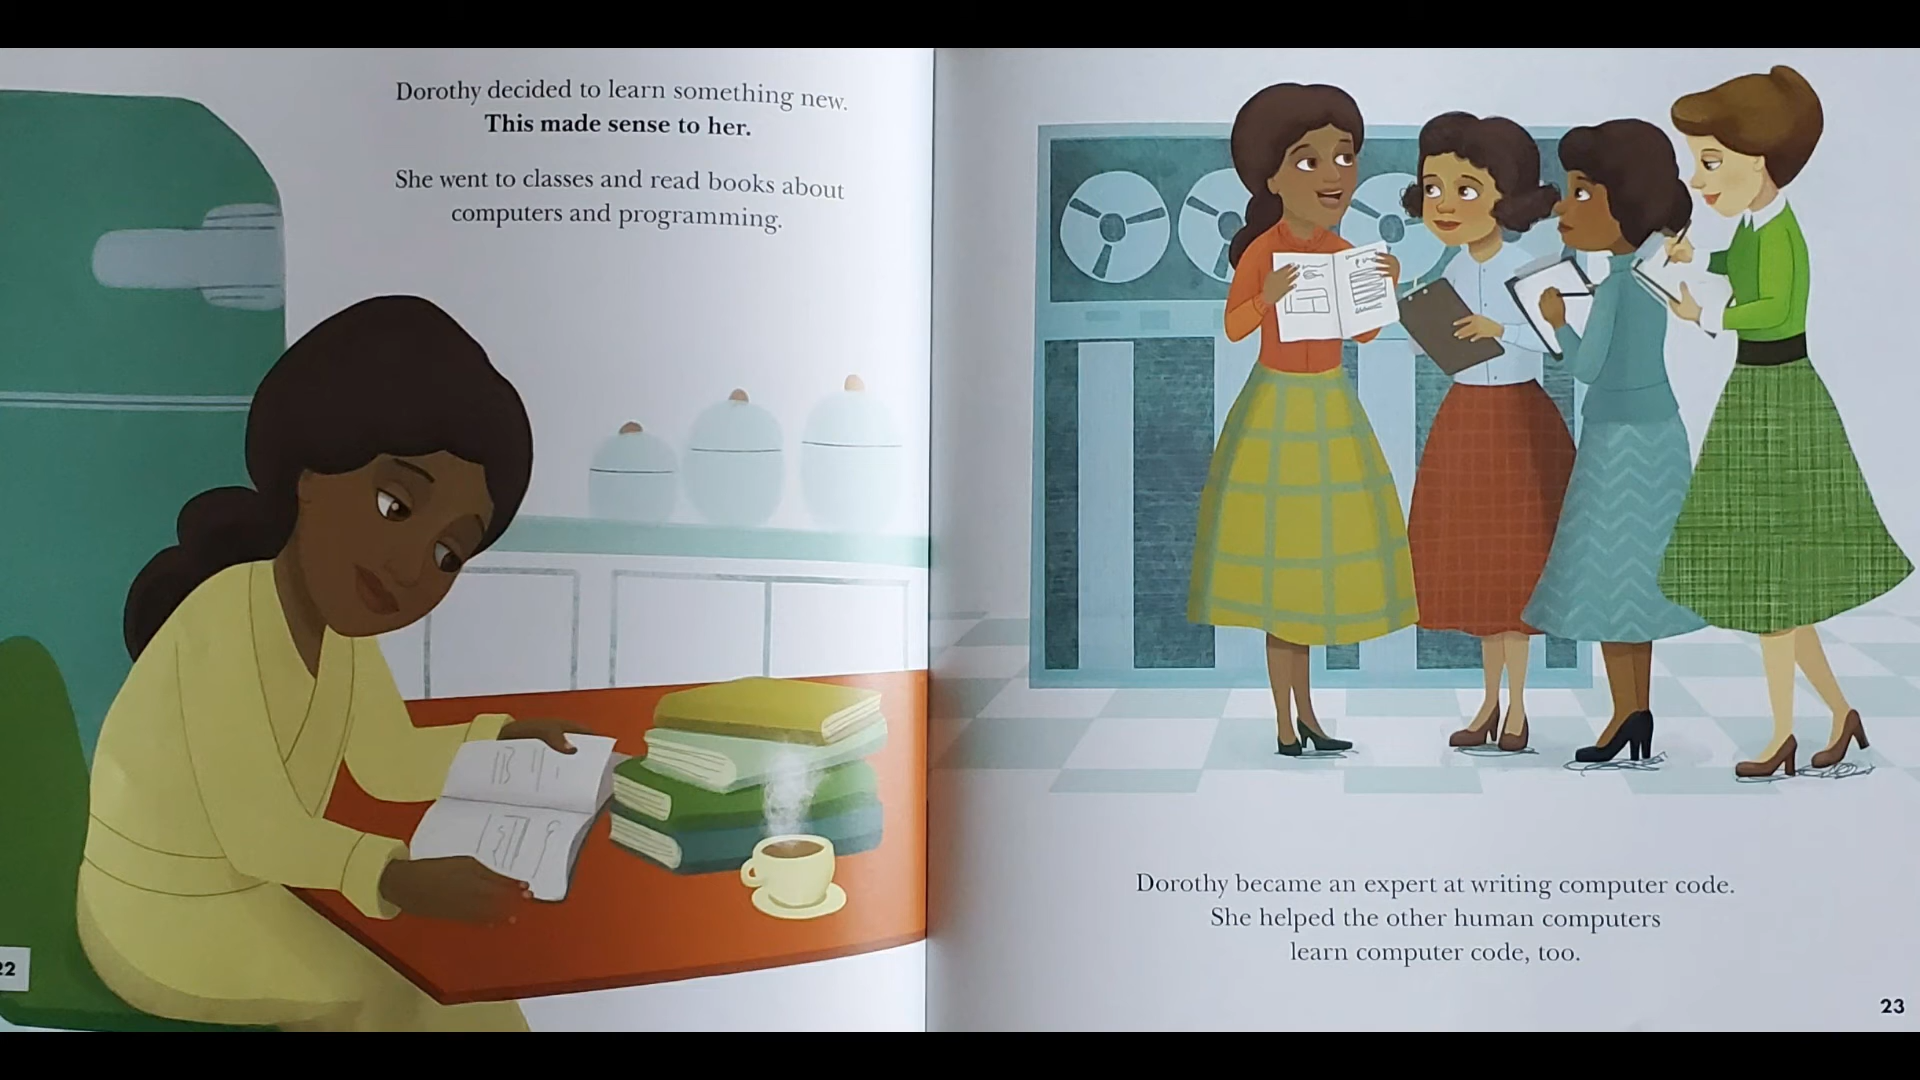 Dorothy decided to learn something new.
This made sense to her.
She went to classes and read books about
computers and programming.
22
Dorothy became an expert at writing computer code.
She helped the other human computers
learn computer code, too.
23